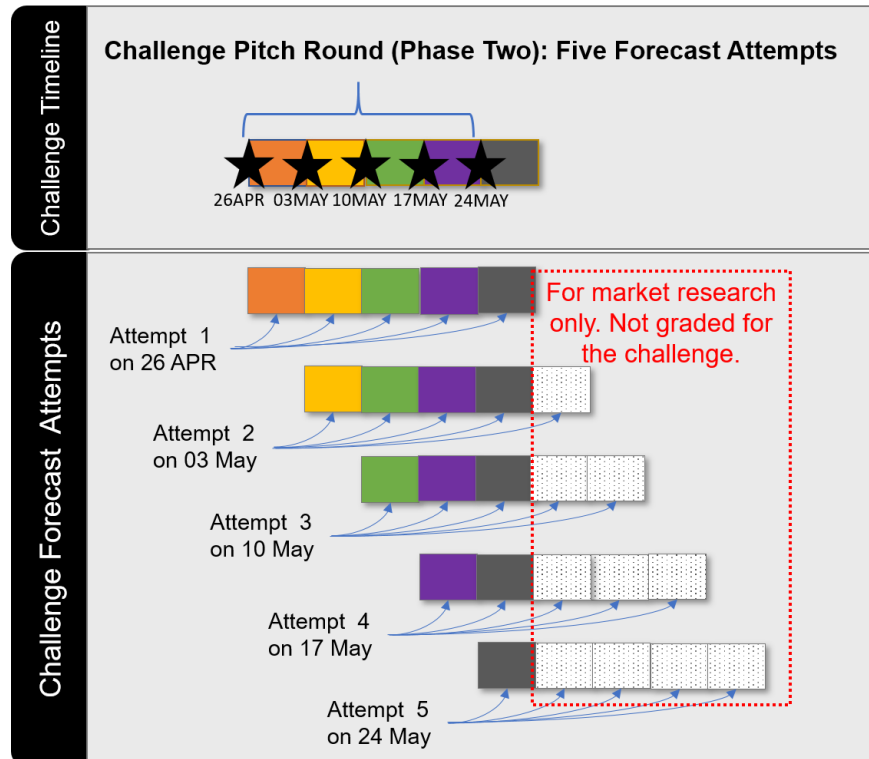 Challenge Timeline
Challenge Pitch Round (Phase Two): Five Forecast Attempts
26APR 03MAY 10MAY 17MAY 24MAY
Challenge Forecast Attempts
For market research
only. Not graded for
the challenge.
Attempt 1
on 26 APR
Attempt 2
on 03 May
Attempt 3
on 10 May
Attempt 4
on 17 May
Attempt 5
on 24 May